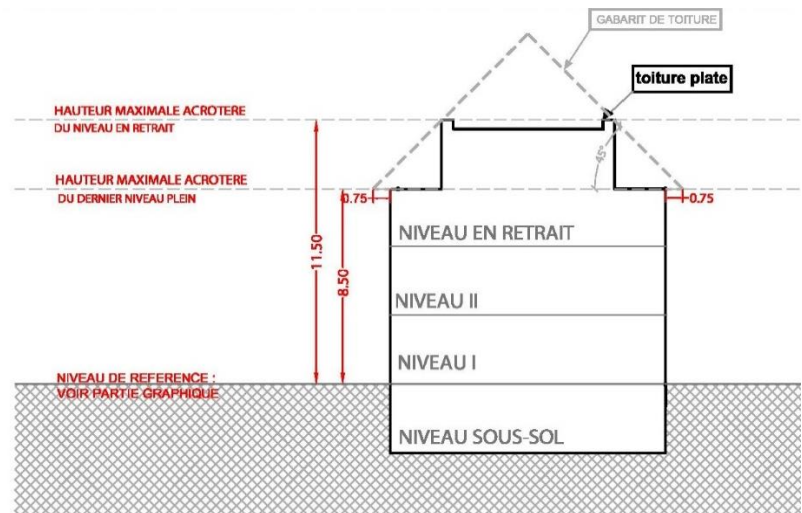 GABARIT DE TOITURE
toiture plate
HAUTEUR MAXIMALE ACROTERE
DU NIVEAU EN RETRAIT
45°
HAUTEUR MAXIMALE ACROTERE
DU DERNIER NIVEAU PLEIN
0.75
0.75
11.50
8.50
NIVEAU EN RETRAIT
NIVEAU II
NIVEAU I
NIVEAU DE REFERENCE :
VOIR PARTIE GRAPHIQUE
NIVEAU SOUS-SOL